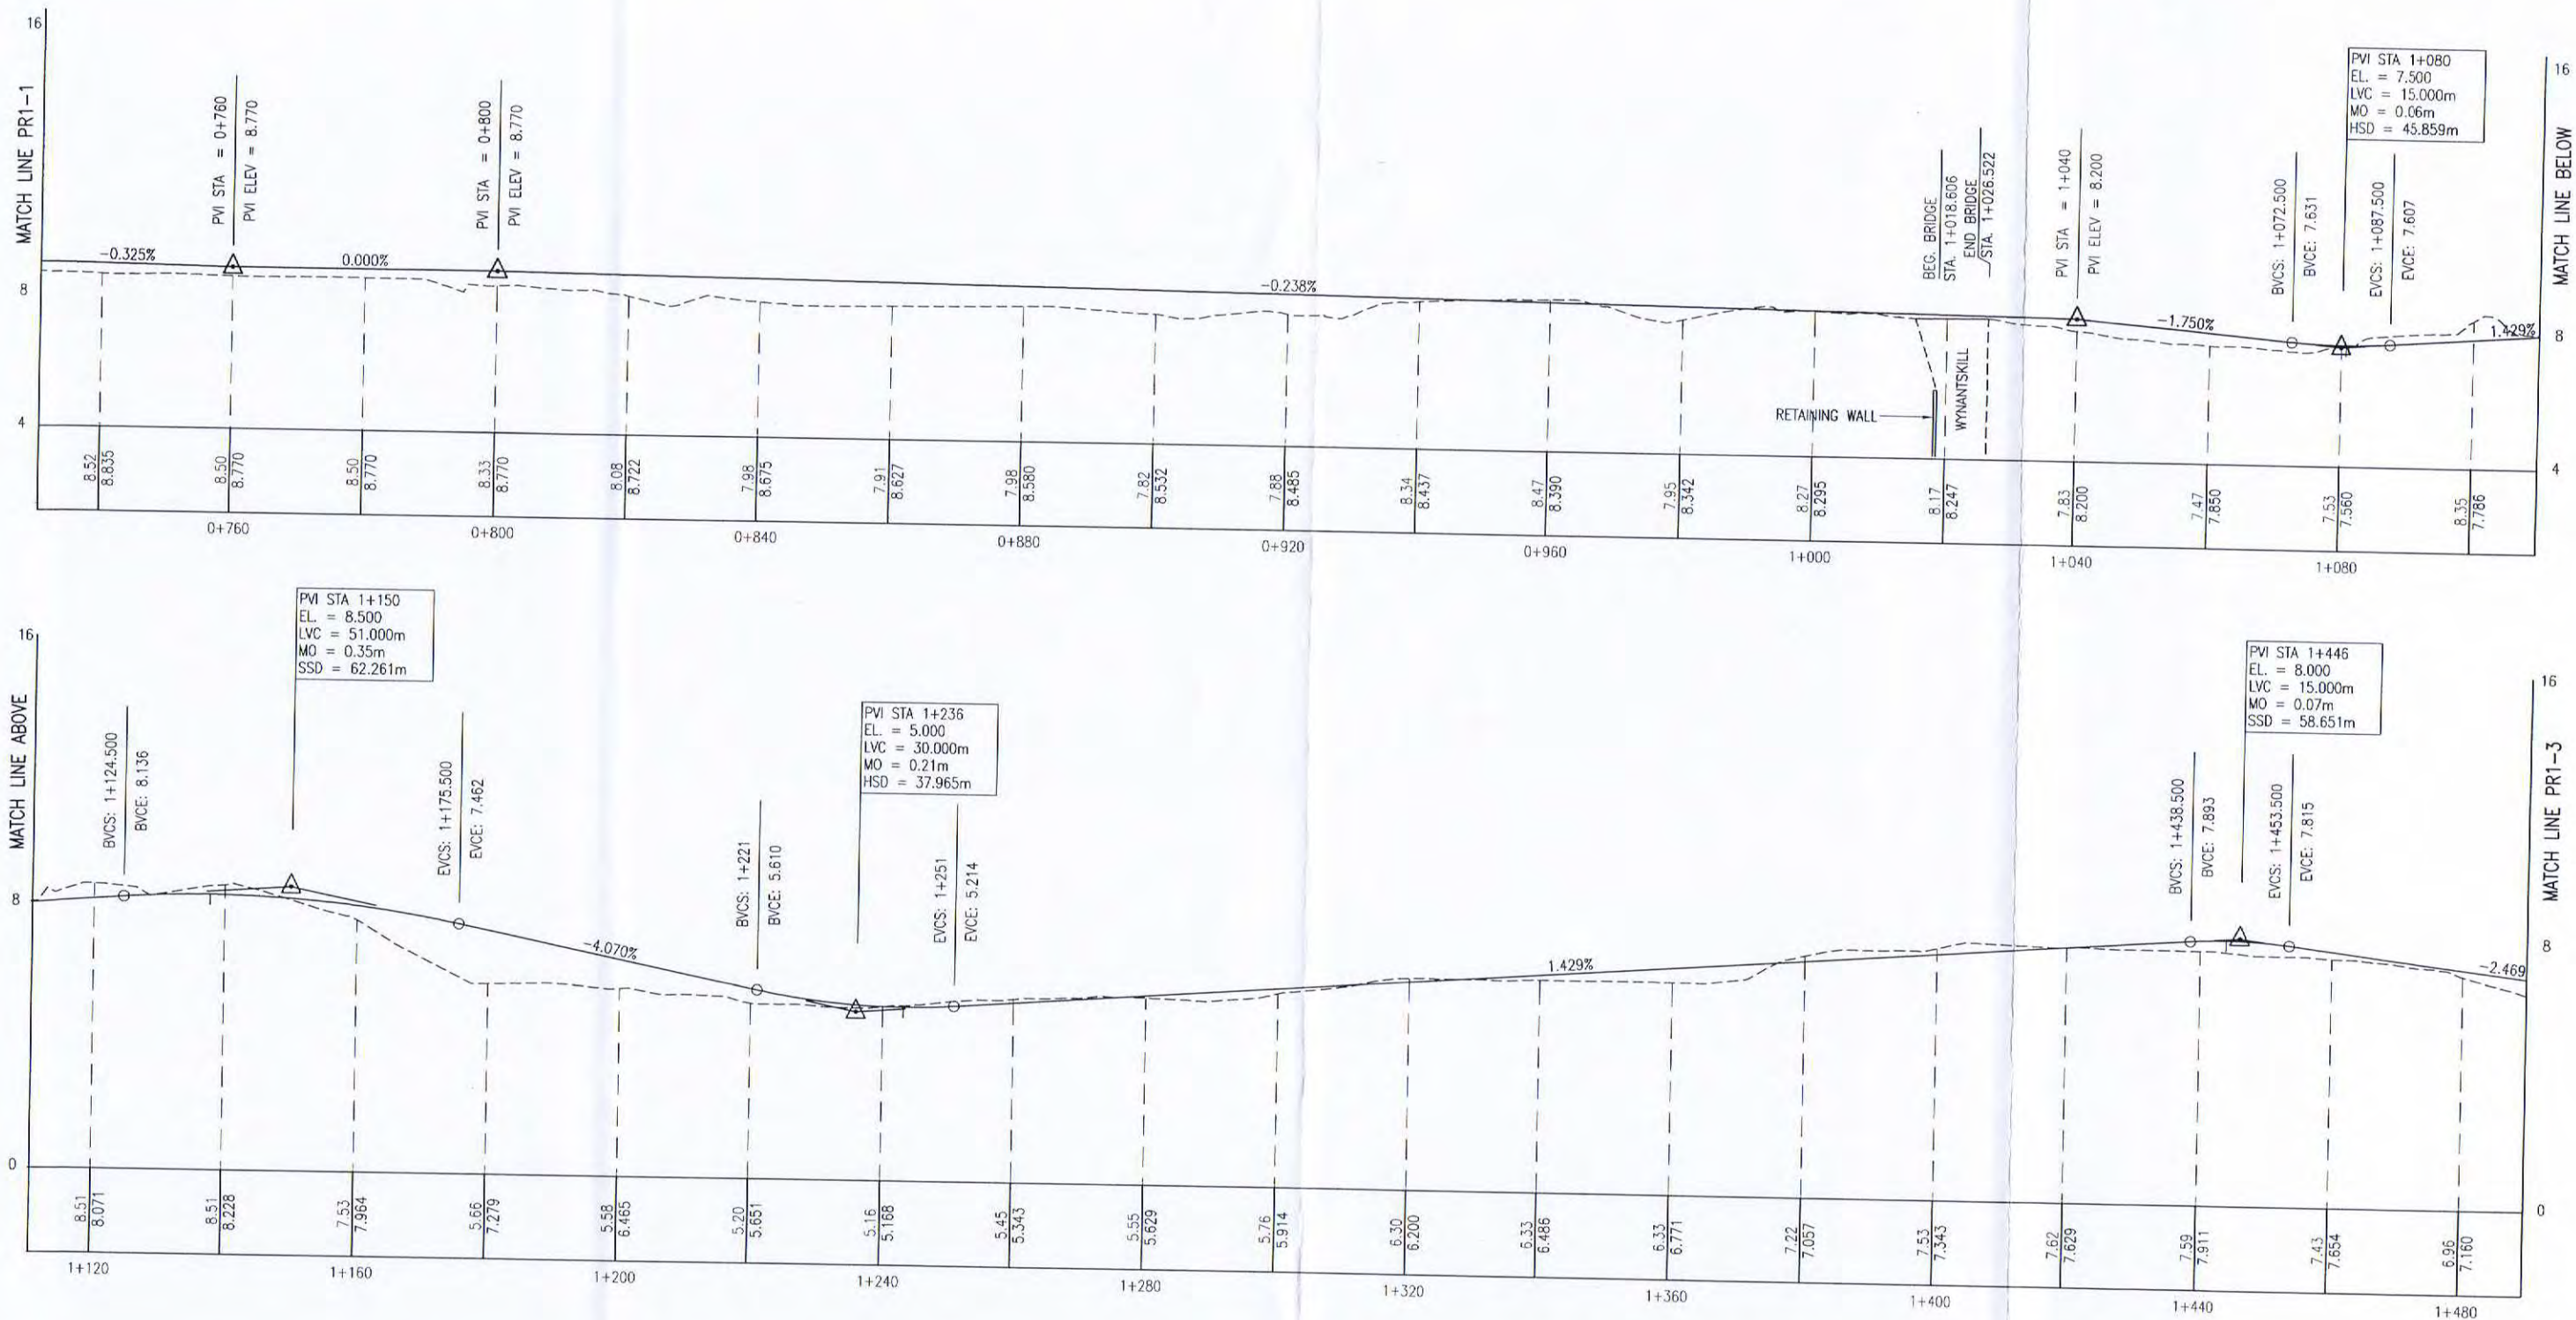 16
MATCH LINE PR1-1
8
4
PVI STA = 0+760
PVI ELEV = 8.770
PVI STA = 0+800
PVI ELEV = 8.770
BEG. BRIDGE
STA. 1+018.606
END BRIDGE
STA. 1+026.522
PVI STA = 1+040
PVI ELEV = 8.200
BVCS: 1+072.500
BVCE: 7.631
PVI STA 1+080
EL. = 7.500
LVC = 15.000m
MO = 0.06m
HSD = 45.859m
EVCS: 1+087.500
EVCE: 7.607
16
MATCH LINE BELOW
8
4
-0.325%
0.000%
-0.238%
-1.750%
1.429%
RETAINING WALL
WYNANTSKILL
8.52
8.835
8.50
8.770
8.50
8.770
8.33
8.770
8.08
8.722
7.98
8.675
7.91
8.627
7.98
8.580
7.82
8.532
7.88
8.485
8.34
8.437
8.47
8.390
7.95
8.342
8.27
8.295
8.17
8.247
7.83
8.200
7.47
7.850
7.53
7.560
8.35
7.786
0+760
0+800
0+840
0+880
0+920
0+960
1+000
1+040
1+080
16
MATCH LINE ABOVE
8
0
BVCS: 1+124.500
BVCE: 8.136
PVI STA 1+150
EL. = 8.500
LVC = 51.000m
MO = 0.35m
SSD = 62.261m
EVCS: 1+175.500
EVCE: 7.462
BVCS: 1+221
BVCE: 5.610
PVI STA 1+236
EL. = 5.000
LVC = 30.000m
MO = 0.21m
HSD = 37.965m
EVCS: 1+251
EVCE: 5.214
BVCS: 1+438.500
BVCE: 7.893
PVI STA 1+446
EL. = 8.000
LVC = 15.000m
MO = 0.07m
SSD = 58.651m
EVCS: 1+453.500
EVCE: 7.815
16
MATCH LINE PR1-3
8
0
-4.070%
1.429%
-2.469
8.51
8.071
8.51
8.228
7.53
7.964
5.66
7.279
5.58
6.465
5.20
5.651
5.16
5.168
5.45
5.343
5.55
5.629
5.76
5.914
6.30
6.200
6.33
6.486
6.33
6.771
7.22
7.057
7.53
7.343
7.62
7.629
7.59
7.911
7.43
7.654
6.96
7.160
1+120
1+160
1+200
1+240
1+280
1+320
1+360
1+400
1+440
1+480